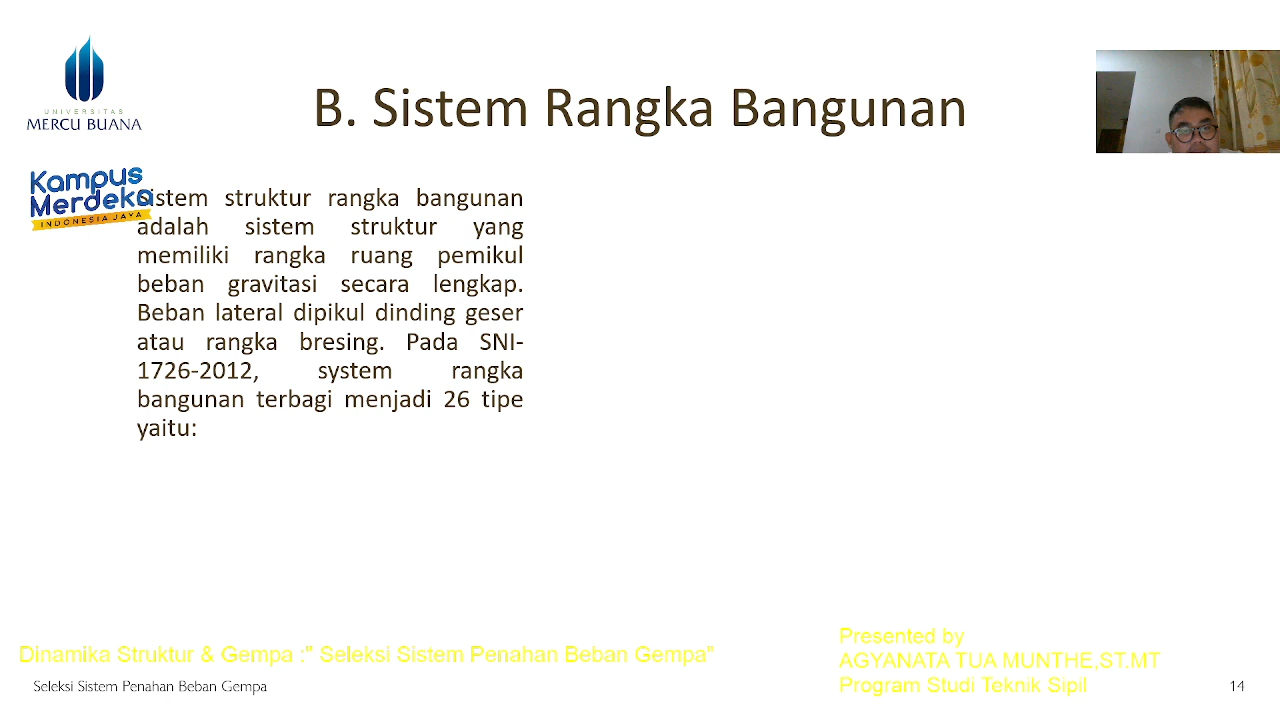 UNIVERSITAS
MERCU BUANA
B. Sistem Rangka Bangunan
Kampus
Merdeka
INDONESIA JAYA
Sistem struktur rangka bangunan
adalah sistem struktur yang
memiliki rangka ruang pemikul
beban gravitasi secara lengkap.
Beban lateral dipikul dinding geser
atau rangka bresing. Pada SNI-
1726-2012, system rangka
bangunan terbagi menjadi 26 tipe
yaitu:
Dinamika Struktur & Gempa :" Seleksi Sistem Penahan Beban Gempa"
Seleksi Sistem Penahan Beban Gempa
Presented by
AGYANATA TUA MUNTHE,ST.MT
Program Studi Teknik Sipil
14